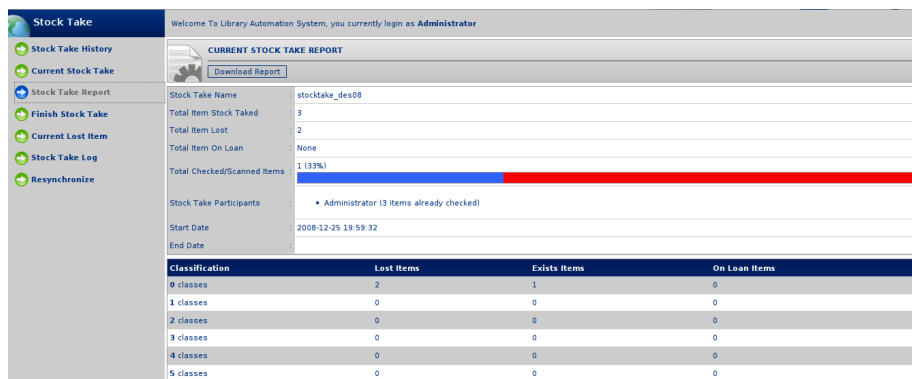 Stock Take
Welcome To Library Automation System, you currently login as Administrator
Stock Take History
Current Stock Take
Stock Take Report
Finish Stock Take
Current Lost Item
Stock Take Log
Resynchronize
CURRENT STOCK TAKE REPORT
Download Report
Stock Take Name : stocktake_des08
Total Item Stock Taked : 3
Total Item Lost : 2
Total Item On Loan : None
Total Checked/Scanned Items : 1 (33%)
Stock Take Participants : • Administrator (3 items already checked)
Start Date : 2008-12-25 19:59:32
End Date :
Classification Lost Items Exists Items On Loan Items
0 classes 2 1 0
1 classes 0 0 0
2 classes 0 0 0
3 classes 0 0 0
4 classes 0 0 0
5 classes 0 0 0